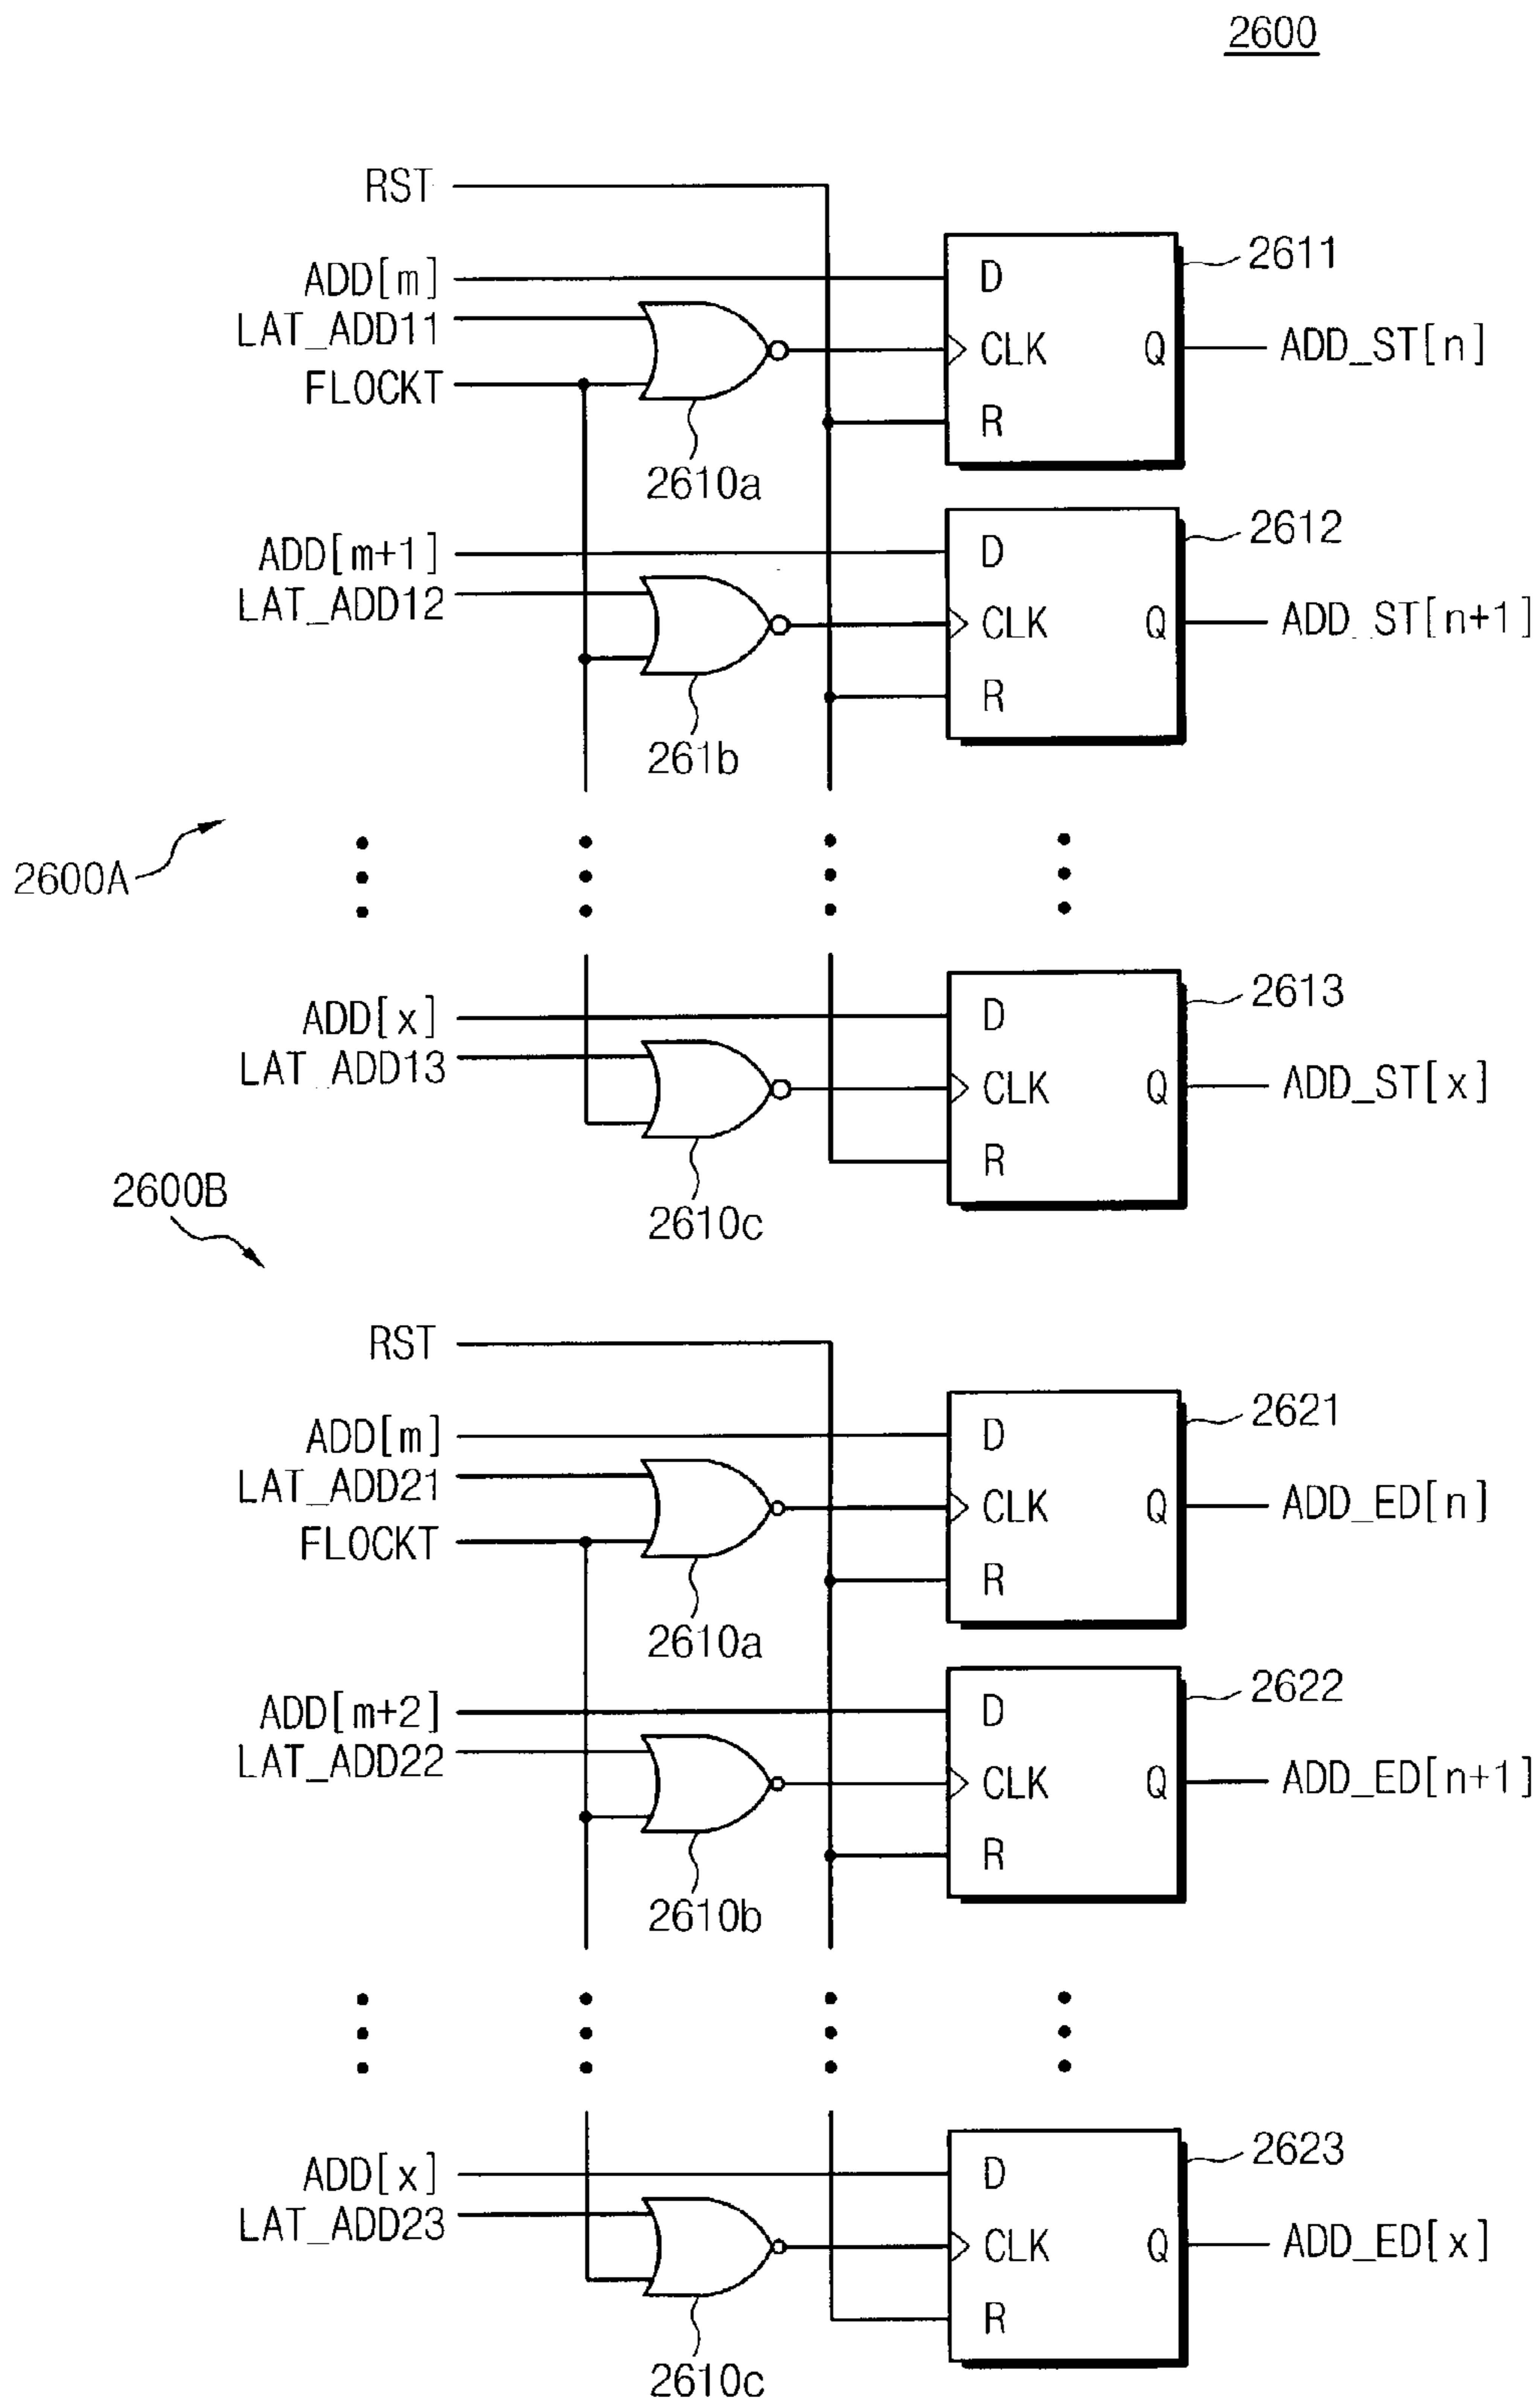 2600
RST
ADD[m]
LAT_ADD11
FLOCKT
D
CLK
Q
R
2611
ADD_ST[n]
2610a
ADD[m+1]
LAT_ADD12
D
CLK
Q
R
2612
ADD_ST[n+1]
261b
2600A
ADD[x]
LAT_ADD13
D
CLK
Q
R
2613
ADD_ST[x]
2610c
2600B
RST
ADD[m]
LAT_ADD21
FLOCKT
D
CLK
Q
R
2621
ADD_ED[n]
2610a
ADD[m+2]
LAT_ADD22
D
CLK
Q
R
2622
ADD_ED[n+1]
2610b
ADD[x]
LAT_ADD23
D
CLK
Q
R
2623
ADD_ED[x]
2610c